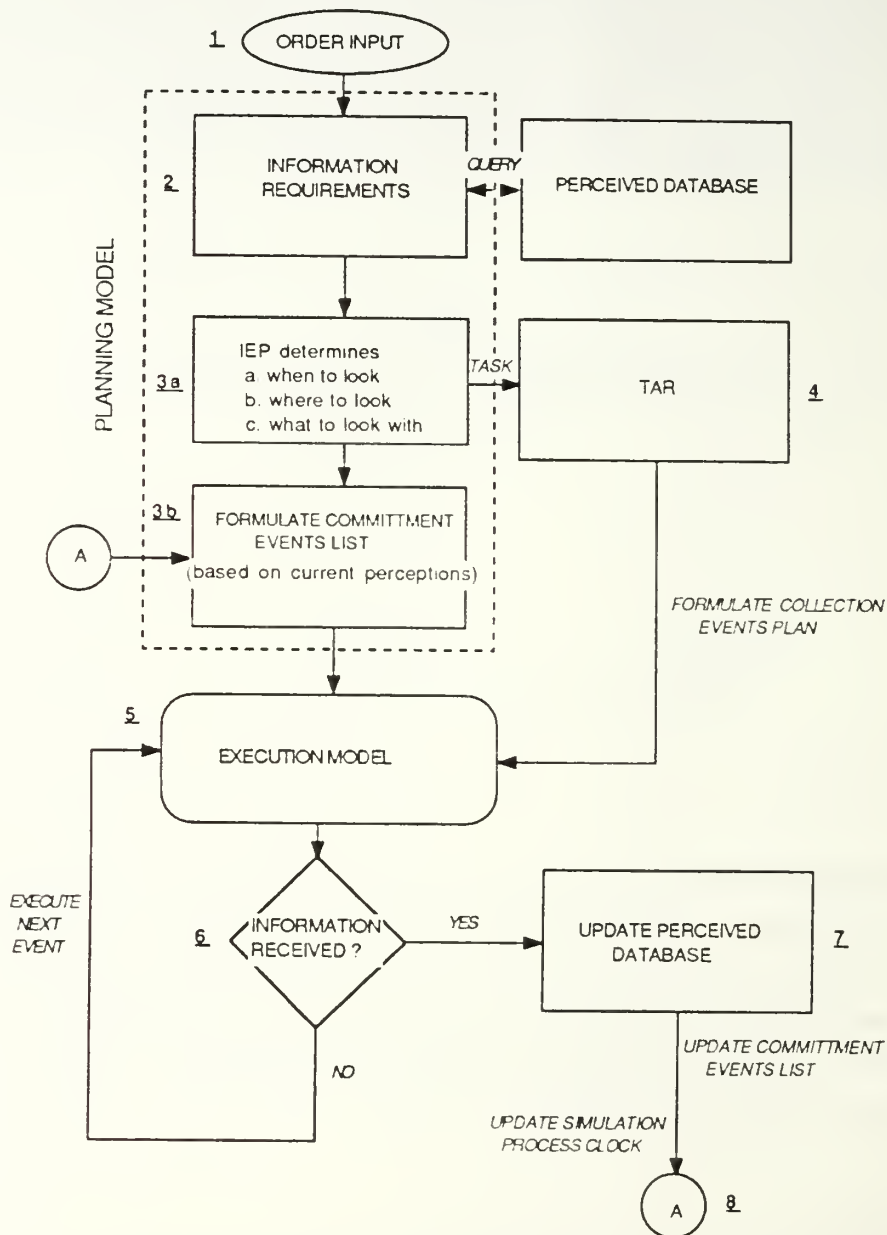 1
ORDER INPUT
2
INFORMATION
REQUIREMENTS
QUERY
PERCEIVED DATABASE
PLANNING MODEL
3a
IEP determines
a. when to look
b. where to look
c. what to look with
TASK
TAR
4
3b
FORMULATE COMMITTMENT
EVENTS LIST
(based on current perceptions)
A
FORMULATE COLLECTION
EVENTS PLAN
5
EXECUTION MODEL
EXECUTE
NEXT
EVENT
6
INFORMATION
RECEIVED ?
YES
UPDATE PERCEIVED
DATABASE
7
NO
UPDATE COMMITTMENT
EVENTS LIST
UPDATE SIMULATION
PROCESS CLOCK
A
8